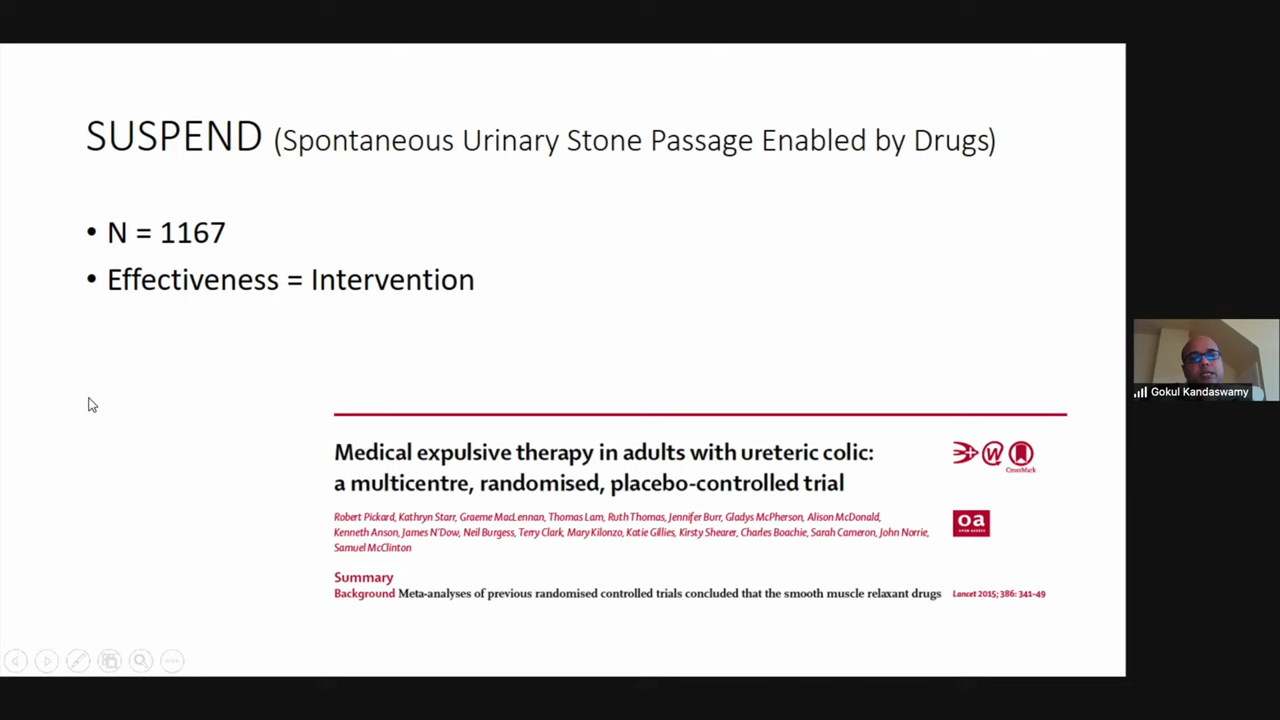 SUSPEND (Spontaneous Urinary Stone Passage Enabled by Drugs)
• N = 1167
• Effectiveness = Intervention
Medical expulsive therapy in adults with ureteric colic:
a multicentre, randomised, placebo-controlled trial
CrossMark
Robert Pickard, Kathryn Starr, Graeme MacLennan, Thomas Lam, Ruth Thomas, Jennifer Burr, Gladys McPherson, Alison McDonald,
Kenneth Anson, James N'Dow, Neil Burgess, Terry Clark, Mary Kilonzo, Katie Gillies, Kirsty Shearer, Charles Boachie, Sarah Cameron, John Norrie,
Samuel McClinton
oa
OPEN ACCESS
Summary
Background Meta-analyses of previous randomised controlled trials concluded that the smooth muscle relaxant drugs
Lancet 2015; 386: 341-49
Gokul Kandaswamy